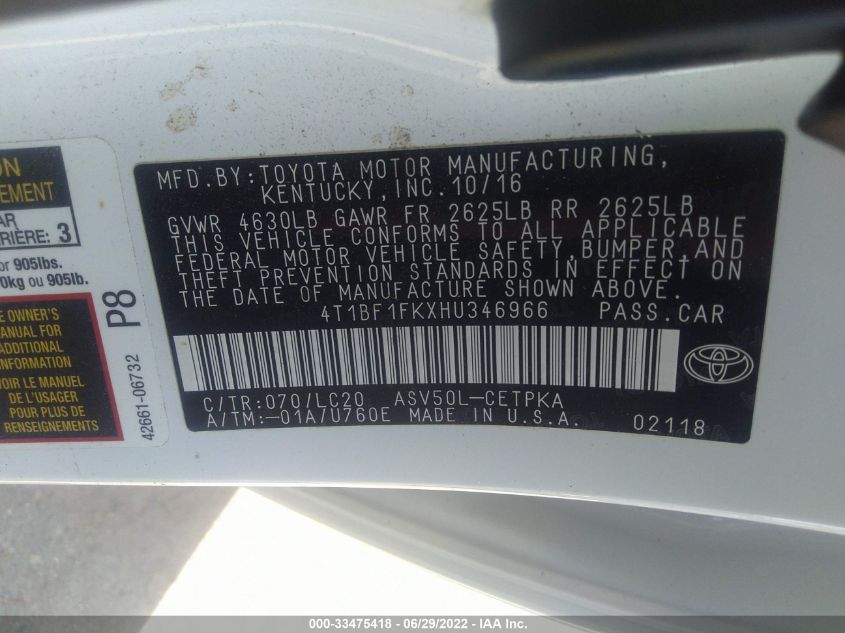 ON
EMENT
AR
RRIÈRE: 3
or 905lbs.
0kg ou 905lb.
E OWNER'S
MANUAL FOR
ADDITIONAL
INFORMATION
OIR LE MANUEL
DE L'USAGER
POUR PLUS DE
RENSEIGNEMENTS
P8
42661-06732
MFD.BY:TOYOTA MOTOR MANUFACTURING,
KENTUCKY,INC.10/16
GVWR 4630LB GAWR FR 2625LB RR 2625LB
THIS VEHICLE CONFORMS TO ALL APPLICABLE
FEDERAL MOTOR VEHICLE SAFETY,BUMPER,AND
THEFT PREVENTION STANDARDS IN EFFECT ON
THE DATE OF MANUFACTURE SHOWN ABOVE.
4T1BF1FKXHU346966 PASS.CAR
C/TR:070/LC20 ASV50L-CETPKA
A/TM:-01A/U760E MADE IN U.S.A. 02118
000-33475418 - 06/29/2022 - IAA Inc.